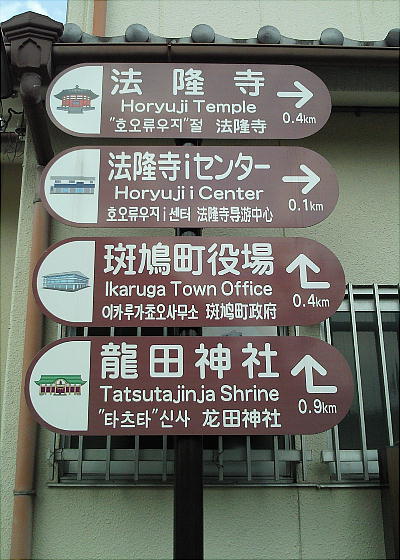 法隆寺
Horyuji Temple
"호오류우지"절 法隆寺
0.4km
法隆寺iセンター
Horyuji i Center
호오류우지 i 센터 法隆寺导游中心
0.1km
斑鳩町役場
Ikaruga Town Office
이카루가쵸오사무소 斑鳩町政府
0.4km
龍田神社
Tatsutajinja Shrine
"타츠타"신사 龙田神社
0.9km